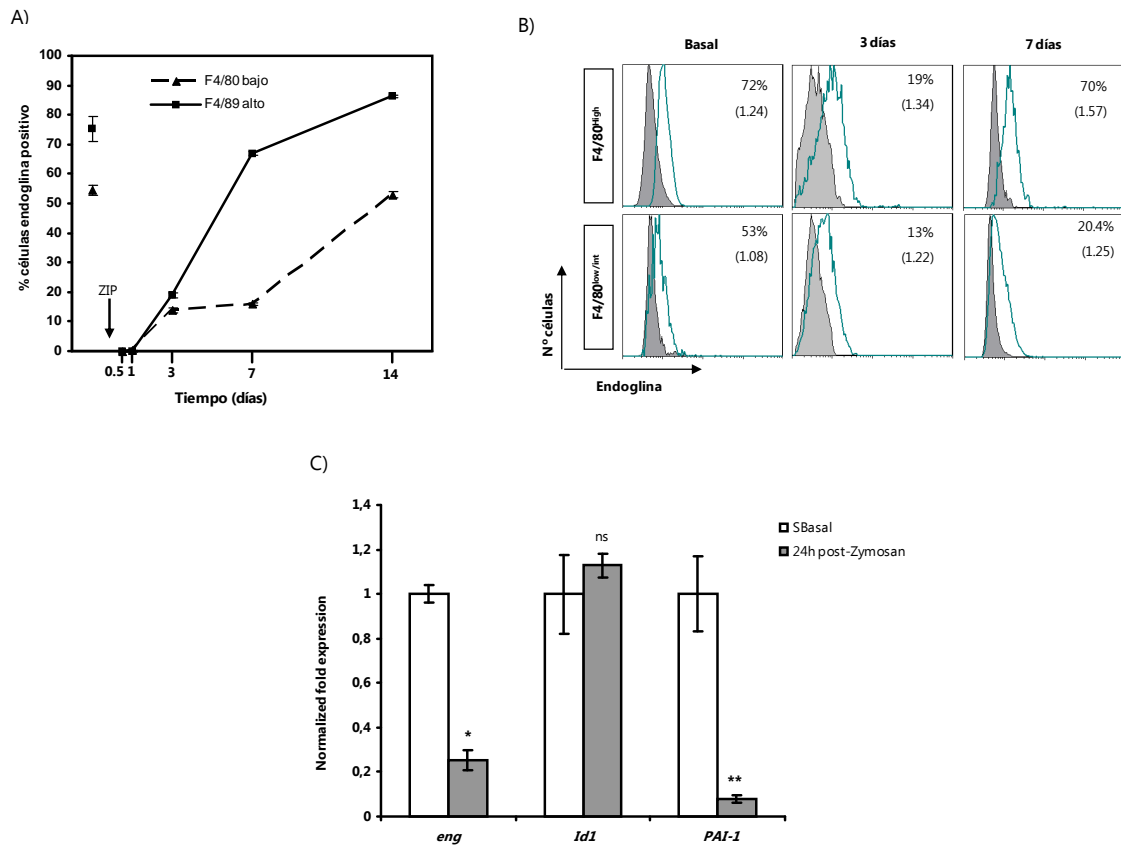 A)
100
90
80
70
60
50
40
30
20
10
0
% células endoglina positivo
F4/80 bajo
F4/89 alto
ZIP
0.5 1 3 7 14
Tiempo (días)
B)
Basal 3 días 7 días
F4/80High
72%
(1.24)
19%
(1.34)
70%
(1.57)
F4/80low/int
53%
(1.08)
13%
(1.22)
20.4%
(1.25)
Nº células
Endoglina
C)
1,4
1,2
1
0,8
0,6
0,4
0,2
0
Normalized fold expression
*
ns
**
SBasal
24h post-Zymosan
eng Id1 PAI-1